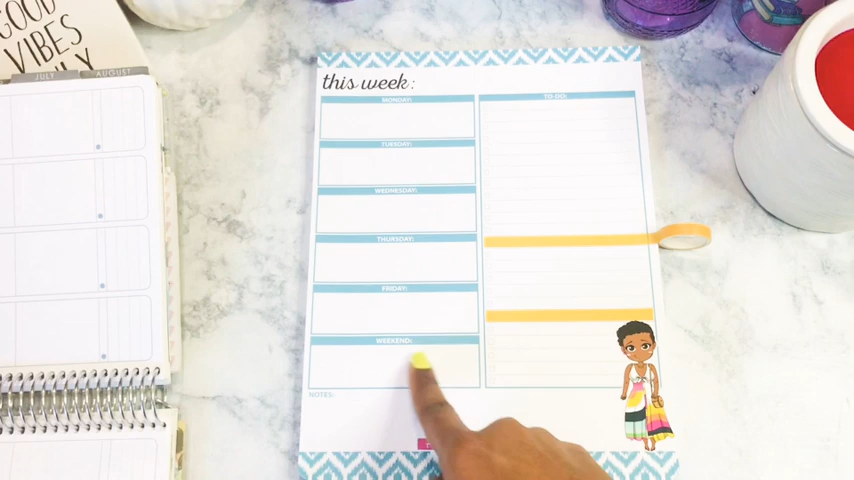 GOOD
VIBES
JULY
AUGUST
this week:
MONDAY:
TUESDAY:
WEDNESDAY:
THURSDAY:
FRIDAY:
WEEKEND:
NOTES:
TO-DO: